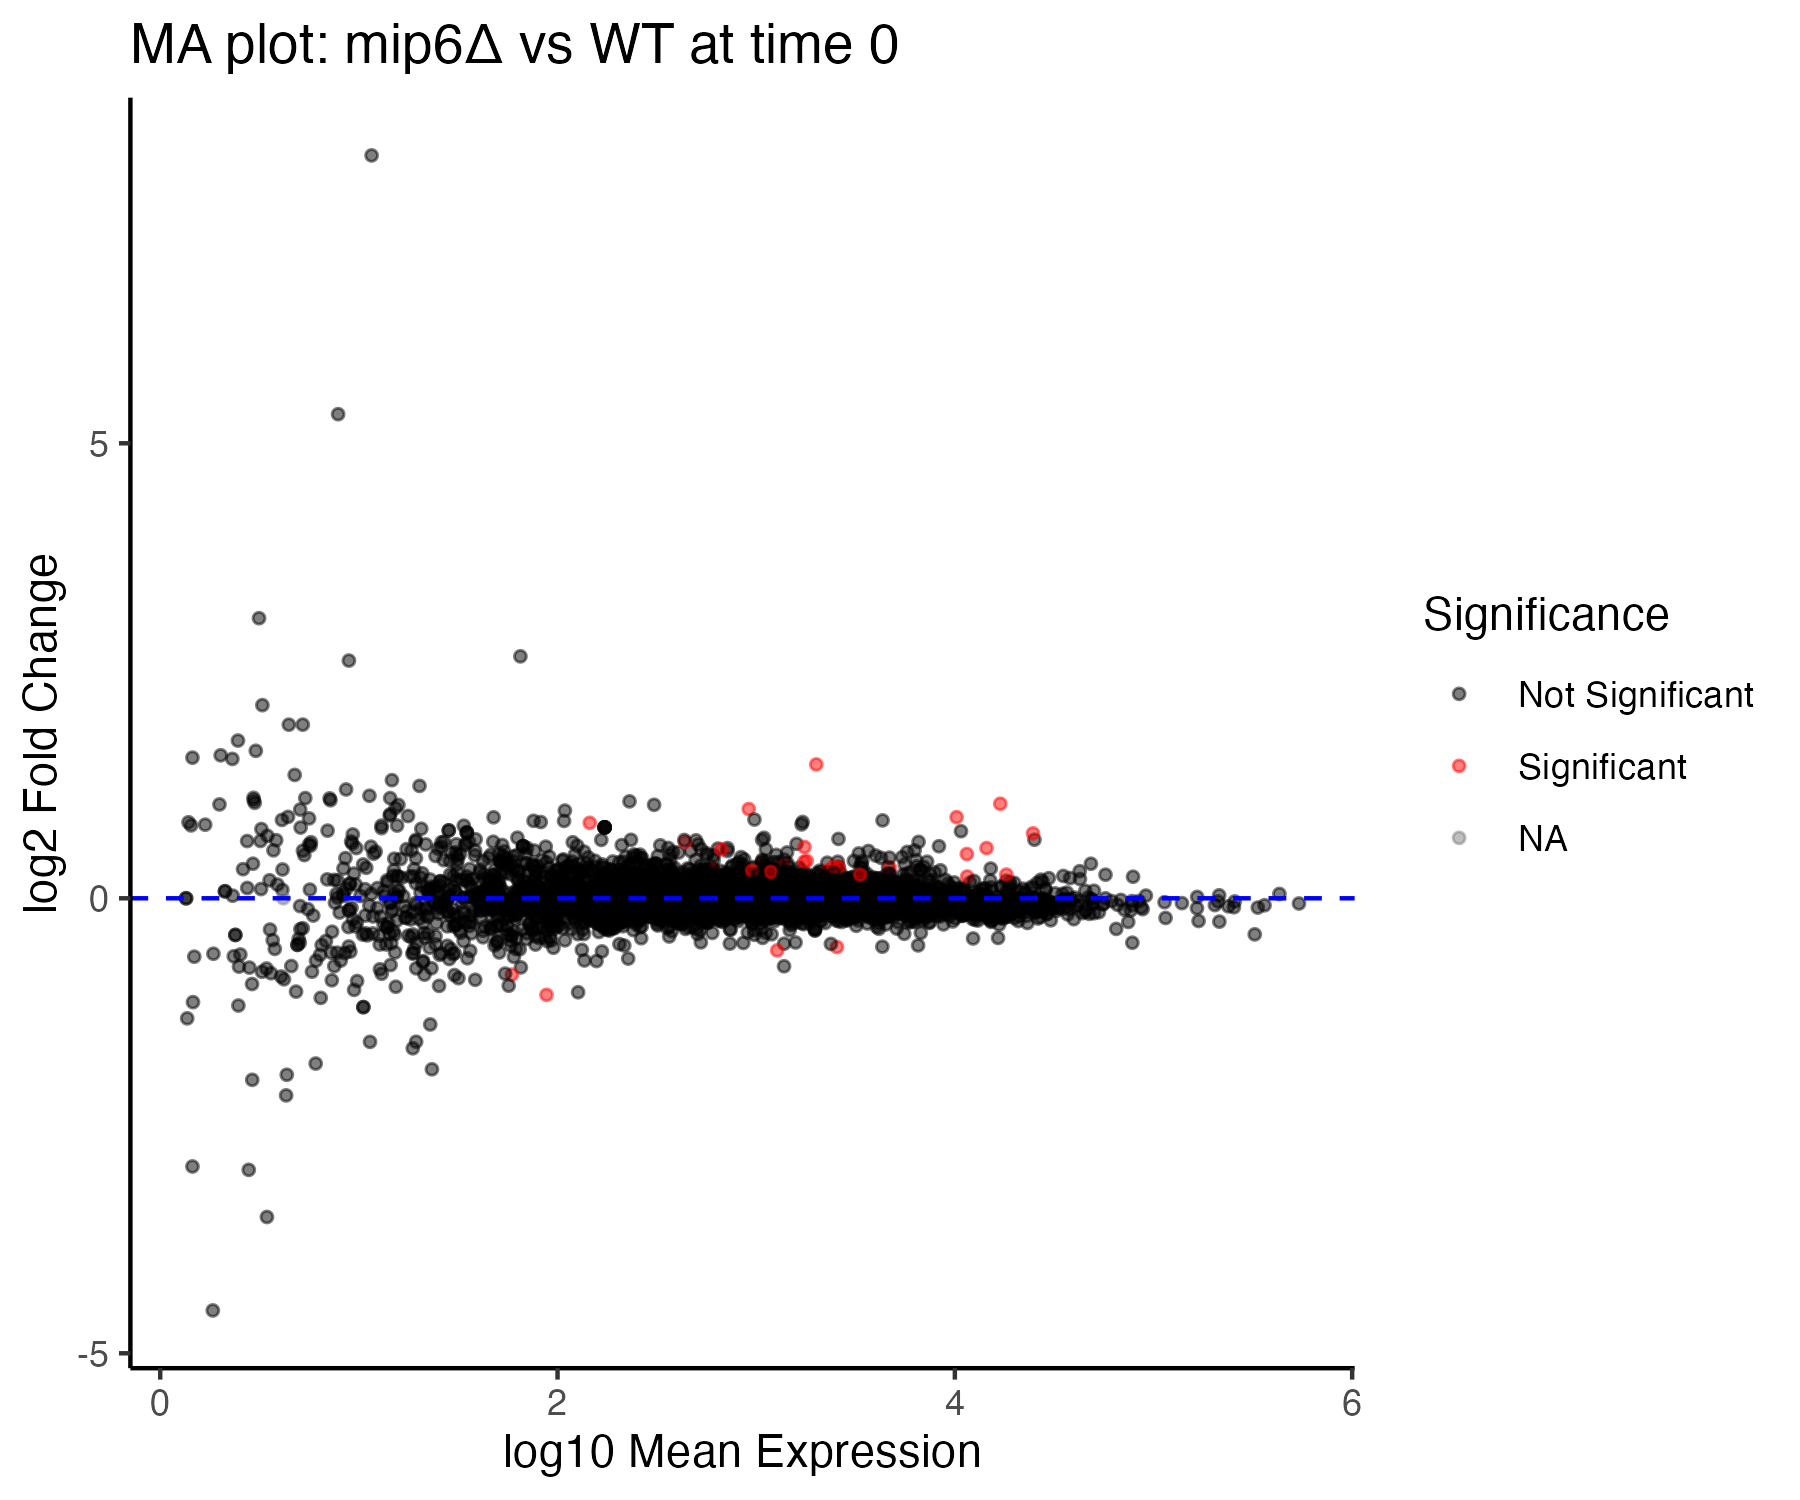 MA plot: mip6Δ vs WT at time 0
log2 Fold Change
5
0
-5
0
2
4
6
log10 Mean Expression
Significance
Not Significant
Significant
NA